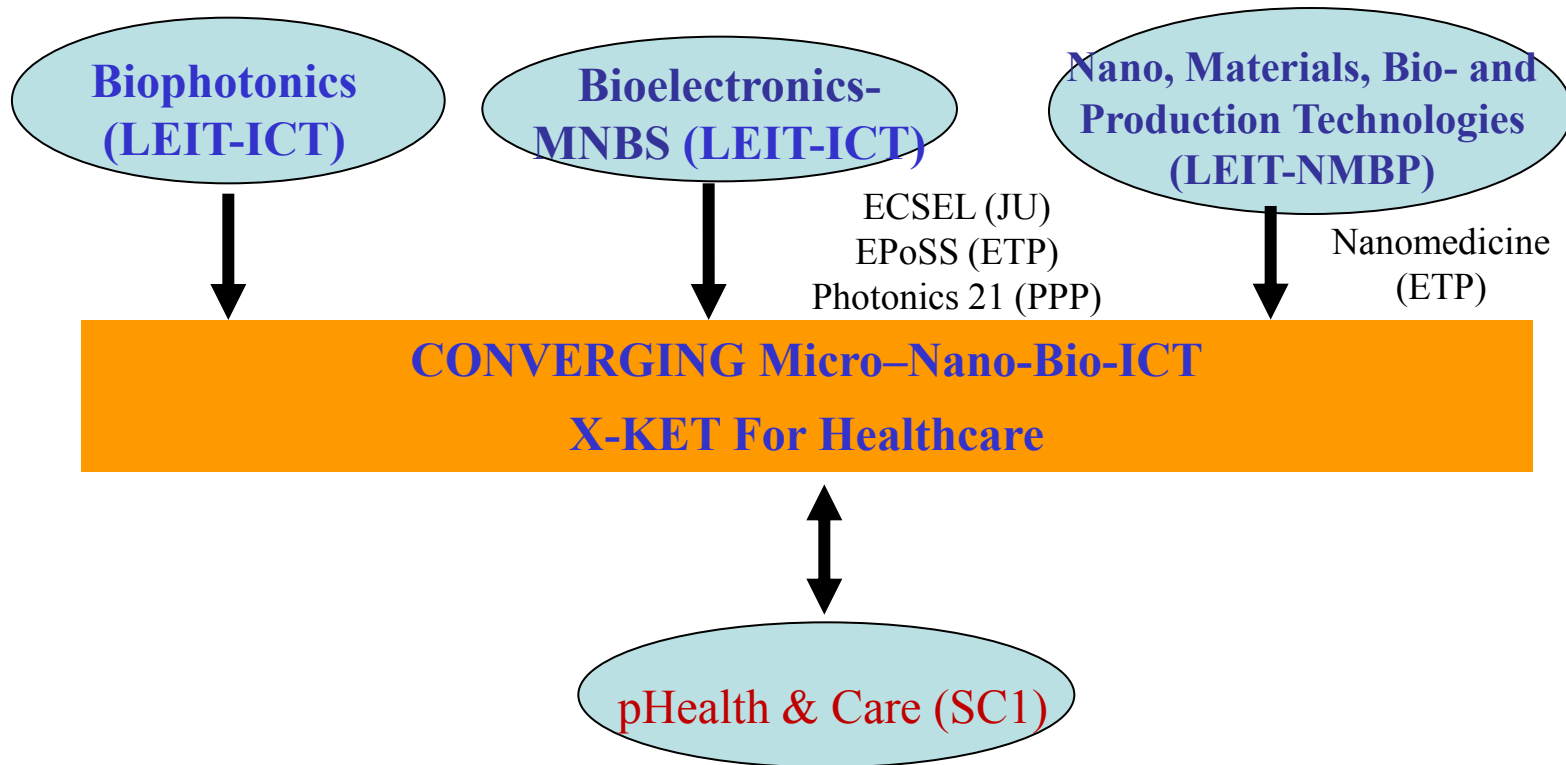 Biophotonics
(LEIT-ICT)
Bioelectronics-
MNBS (LEIT-ICT)
Nano, Materials, Bio- and
Production Technologies
(LEIT-NMBP)
ECSEL (JU)
EPoSS (ETP)
Photonics 21 (PPP)
Nanomedicine
(ETP)
CONVERGING Micro–Nano-Bio-ICT
X-KET For Healthcare
pHealth & Care (SC1)